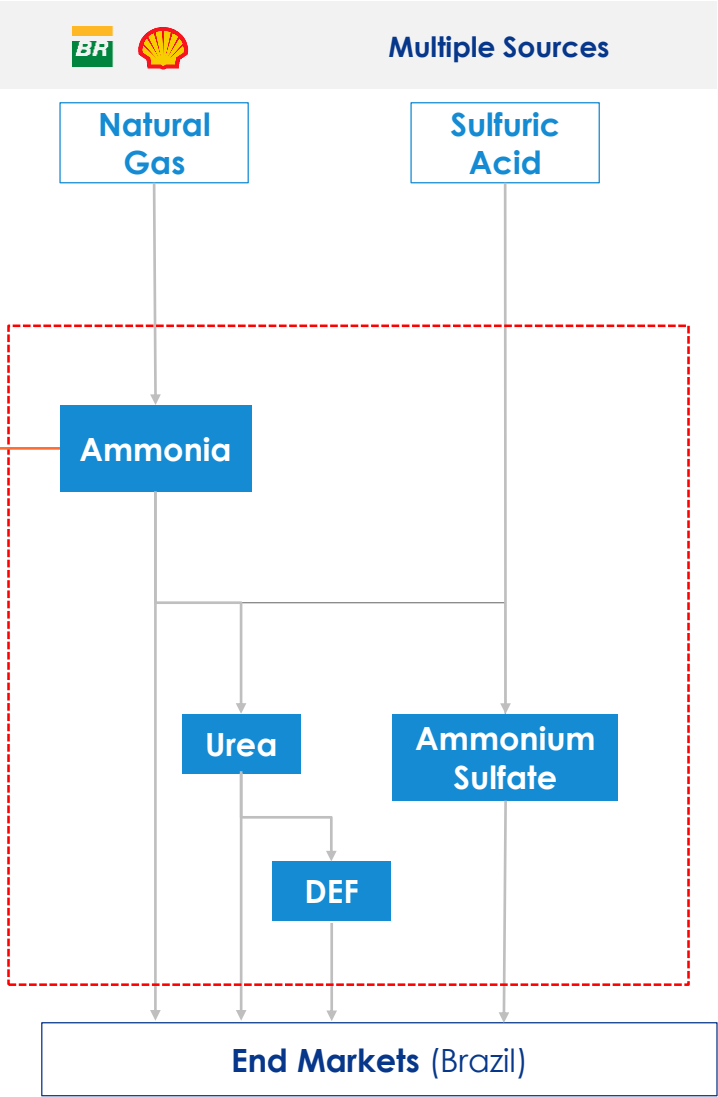 BR
Multiple Sources
Natural
Gas
Sulfuric
Acid
Ammonia
Urea
Ammonium
Sulfate
DEF
End Markets (Brazil)